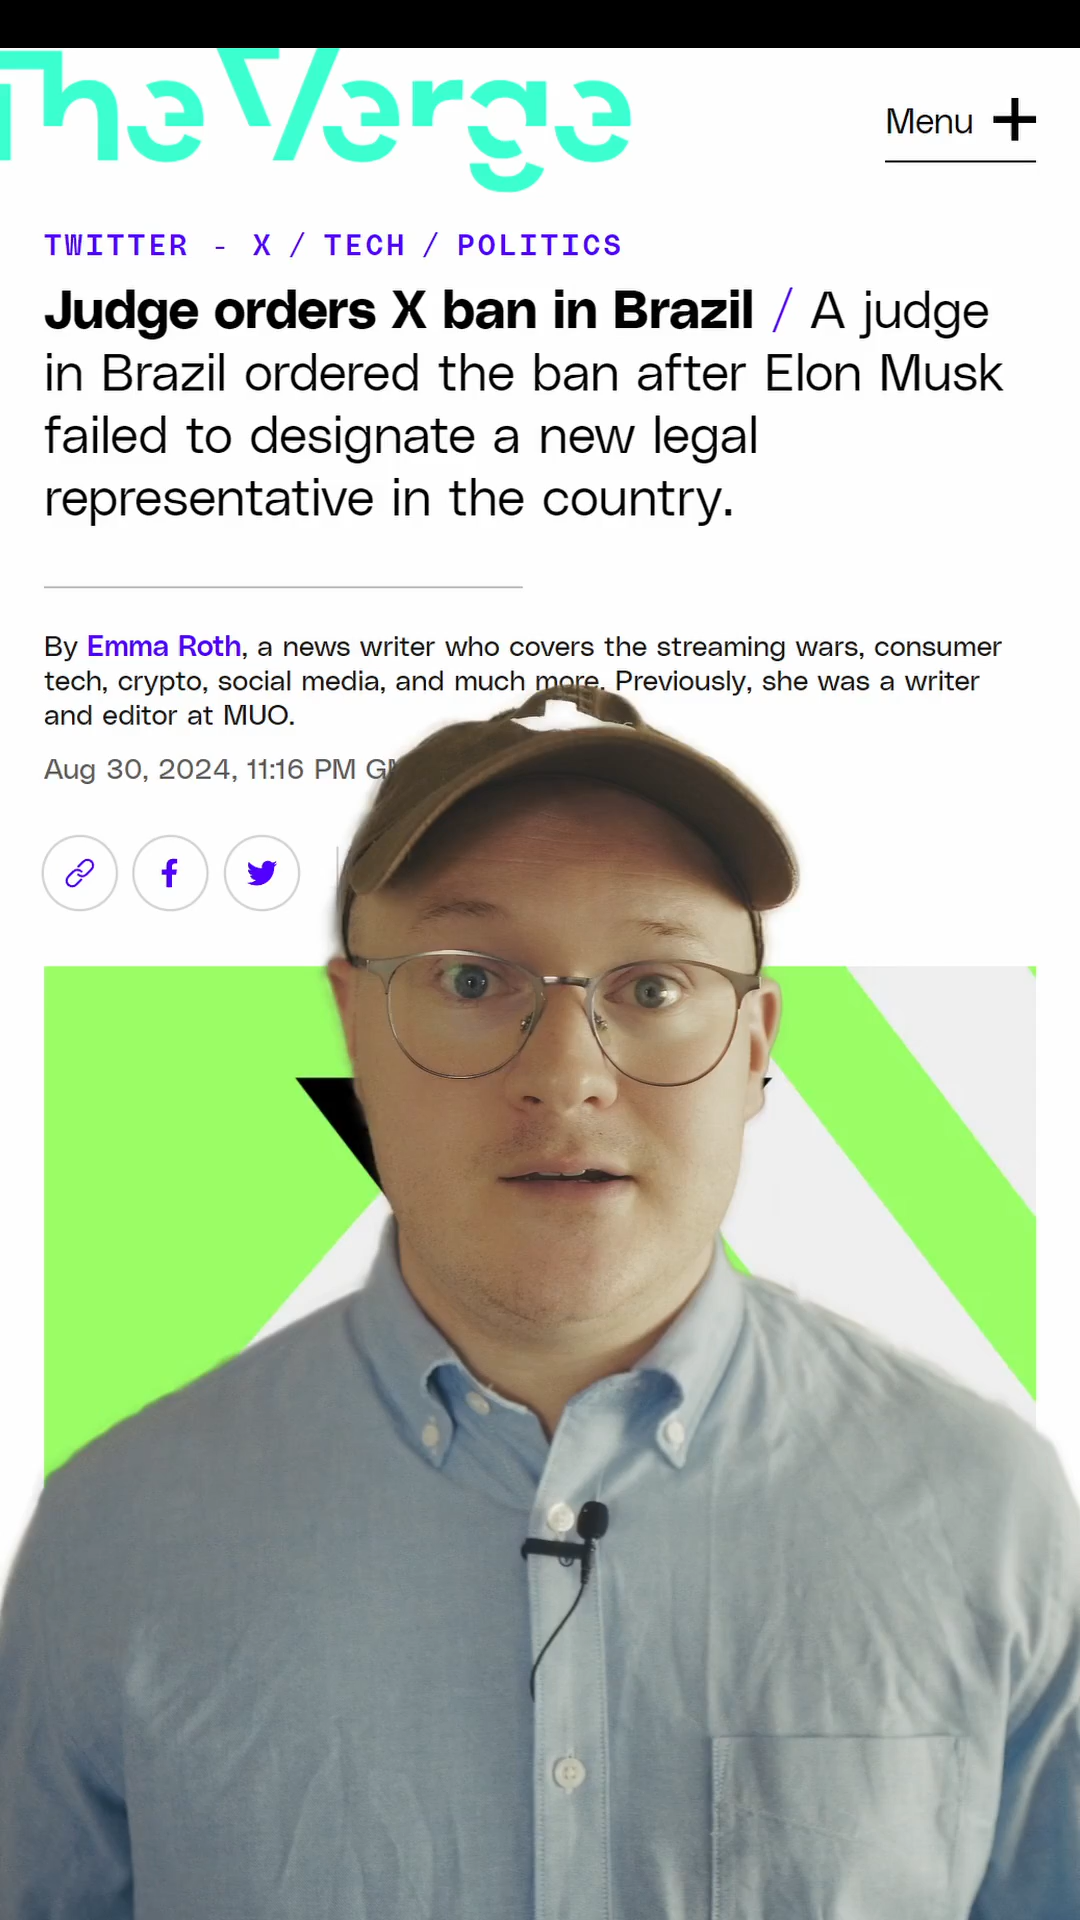 The Verge
Menu
TWITTER - X / TECH / POLITICS
Judge orders X ban in Brazil / A judge
in Brazil ordered the ban after Elon Musk
failed to designate a new legal
representative in the country.
By Emma Roth, a news writer who covers the streaming wars, consumer
tech, crypto, social media, and much more. Previously, she was a writer
and editor at MUO.
Aug 30, 2024, 11:16 PM